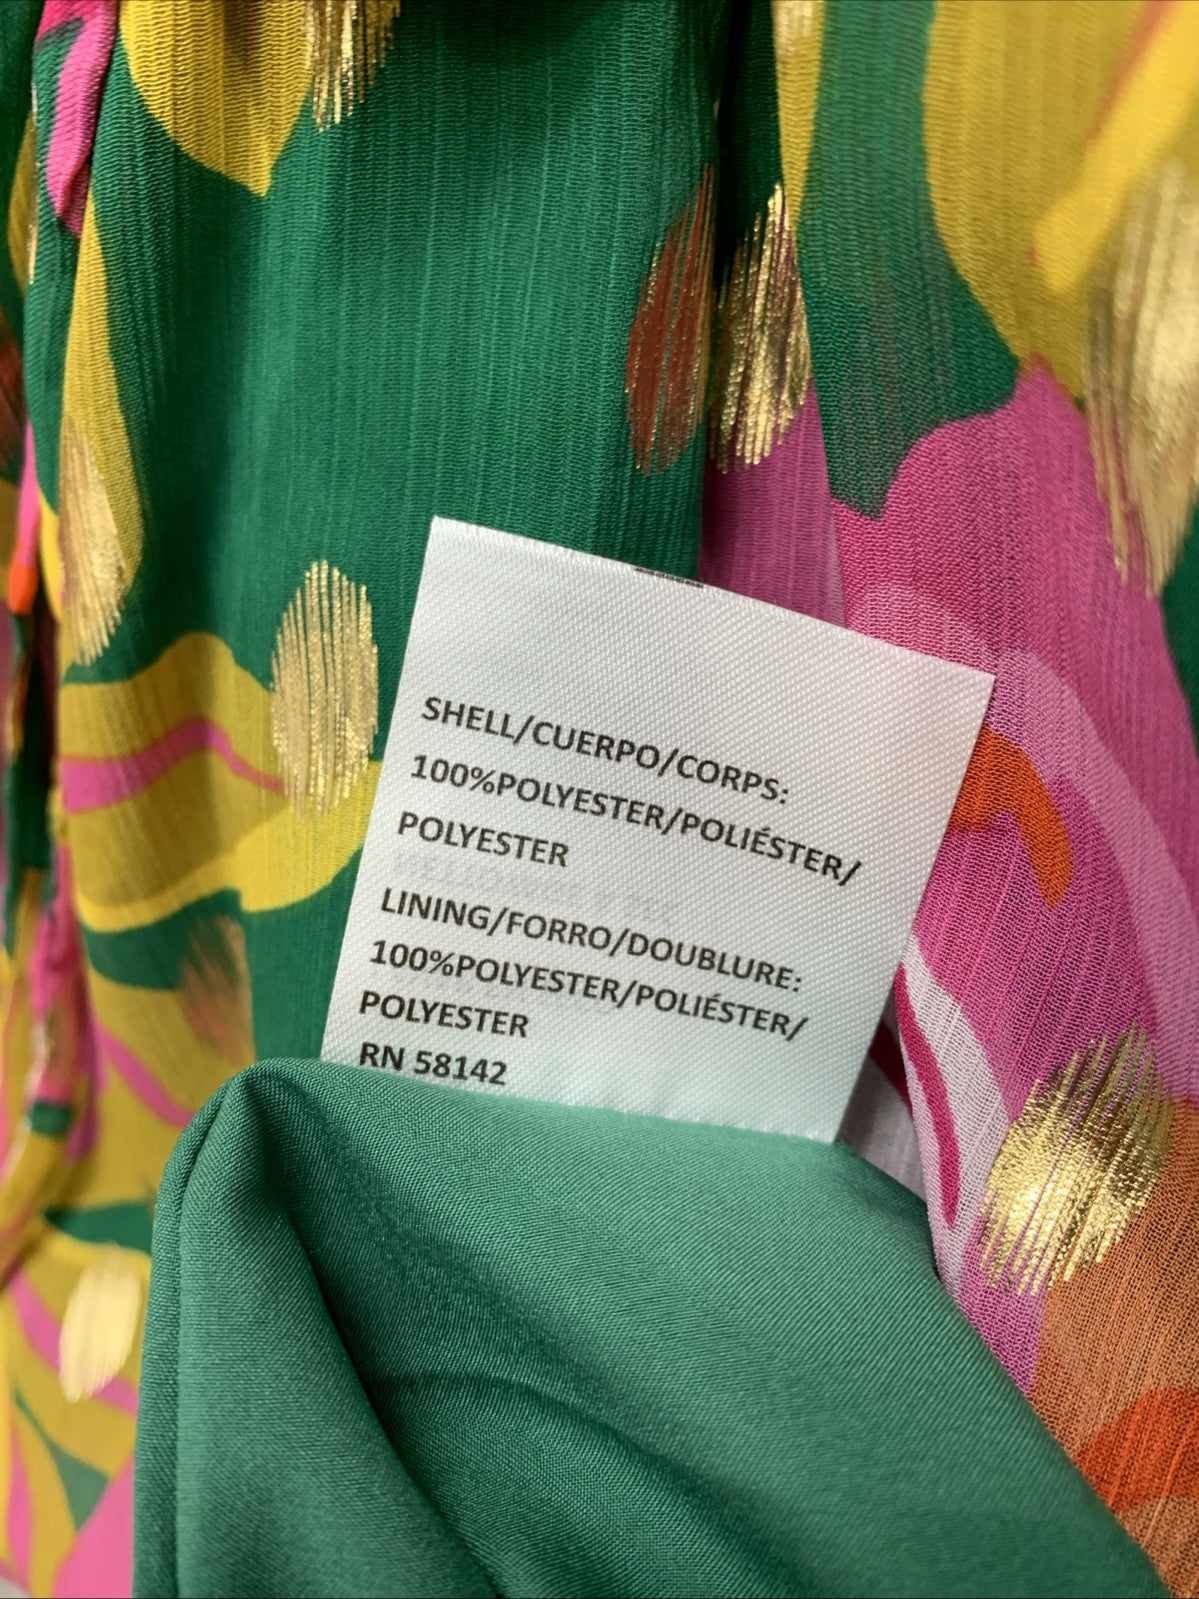 SHELL/CUERPO/CORPS:
100%POLYESTER/POLIÉSTER/
POLYESTER
LINING/FORRO/DOUBLURE:
100%POLYESTER/POLIÉSTER/
POLYESTER
RN 58142